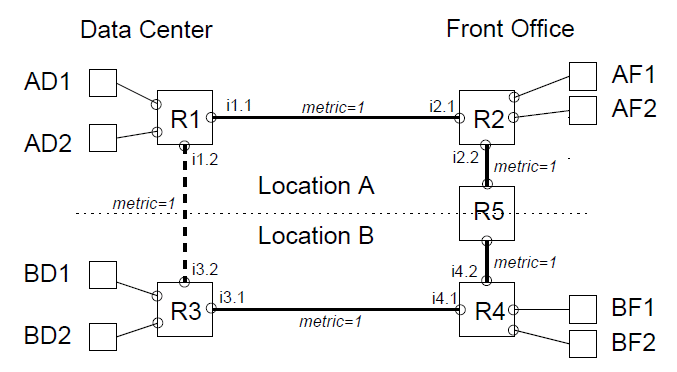 Data Center
Front Office
AD1
AF1
i1.1
metric=1
i2.1
R1
R2
AF2
AD2
i1.2
i2.2
metric=1
Location A
metric=1
R5
Location B
metric=1
BD1
i3.2
i4.2
i3.1
i4.1
R3
R4
BF1
metric=1
BD2
BF2